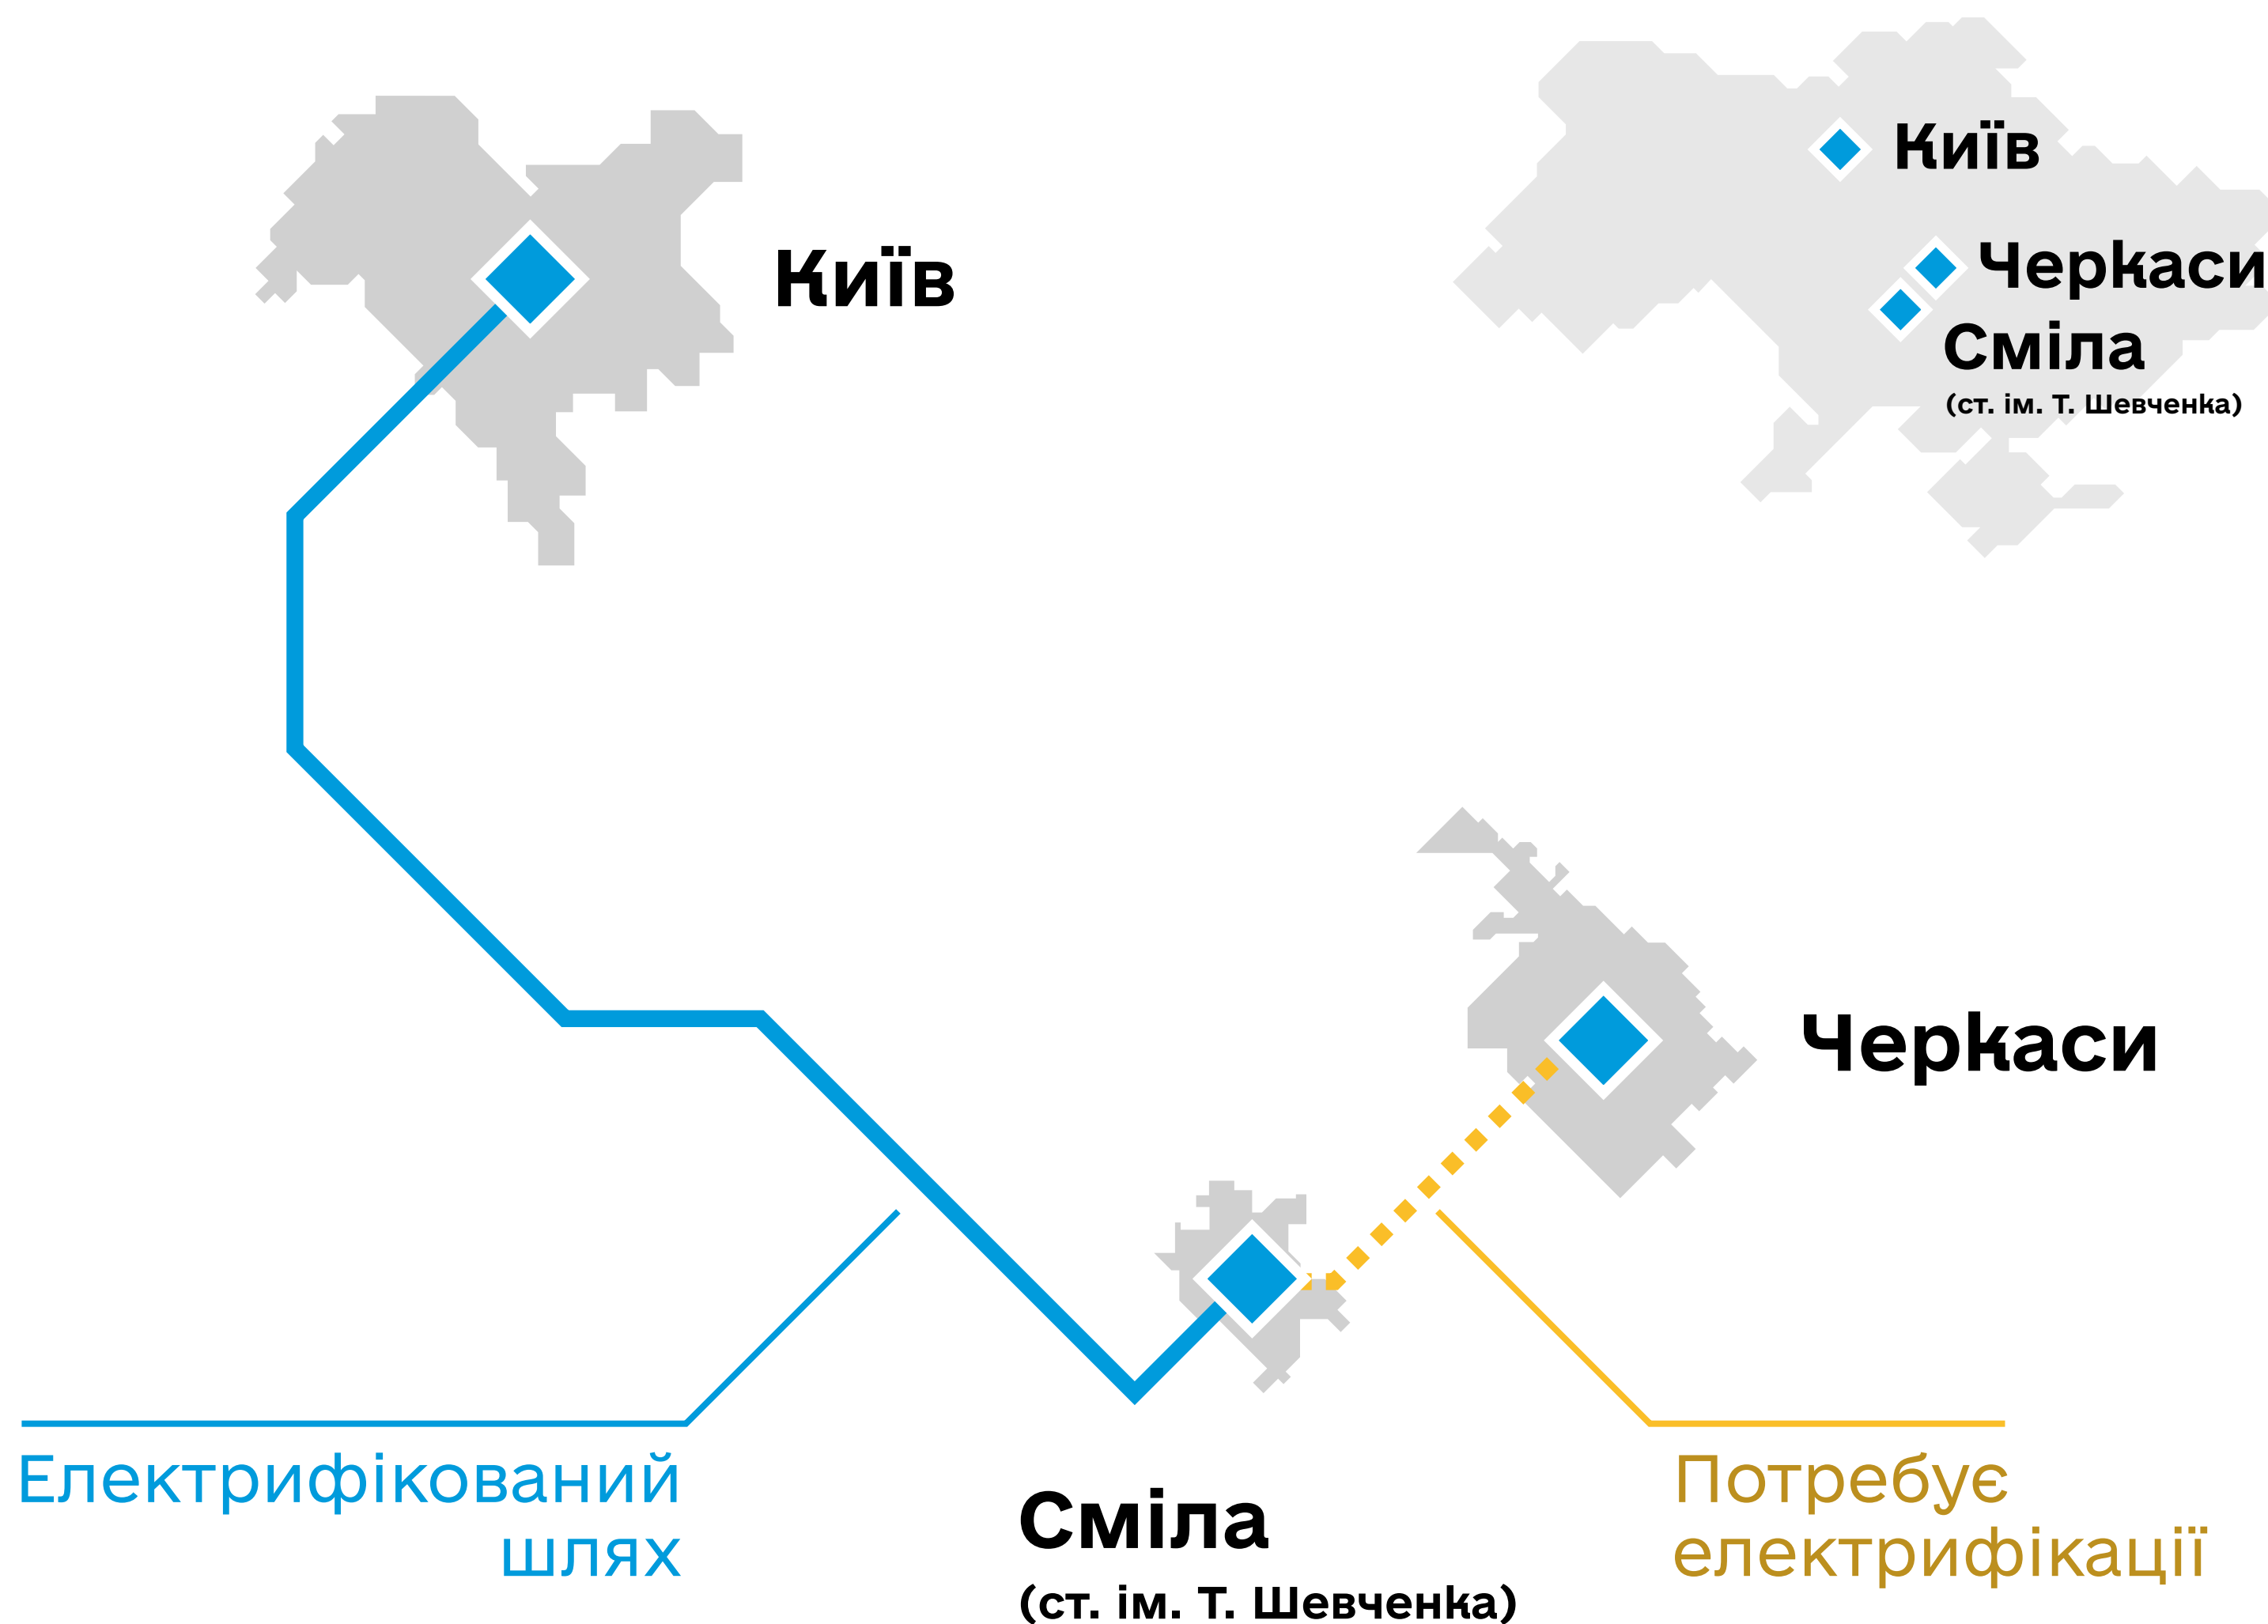 Київ
Черкаси
Сміла
(ст. ім. Т. Шевченка)
Київ
Черкаси
Електрифікований
шлях
Сміла
(ст. ім. Т. Шевченка)
Потребує
електрифікації